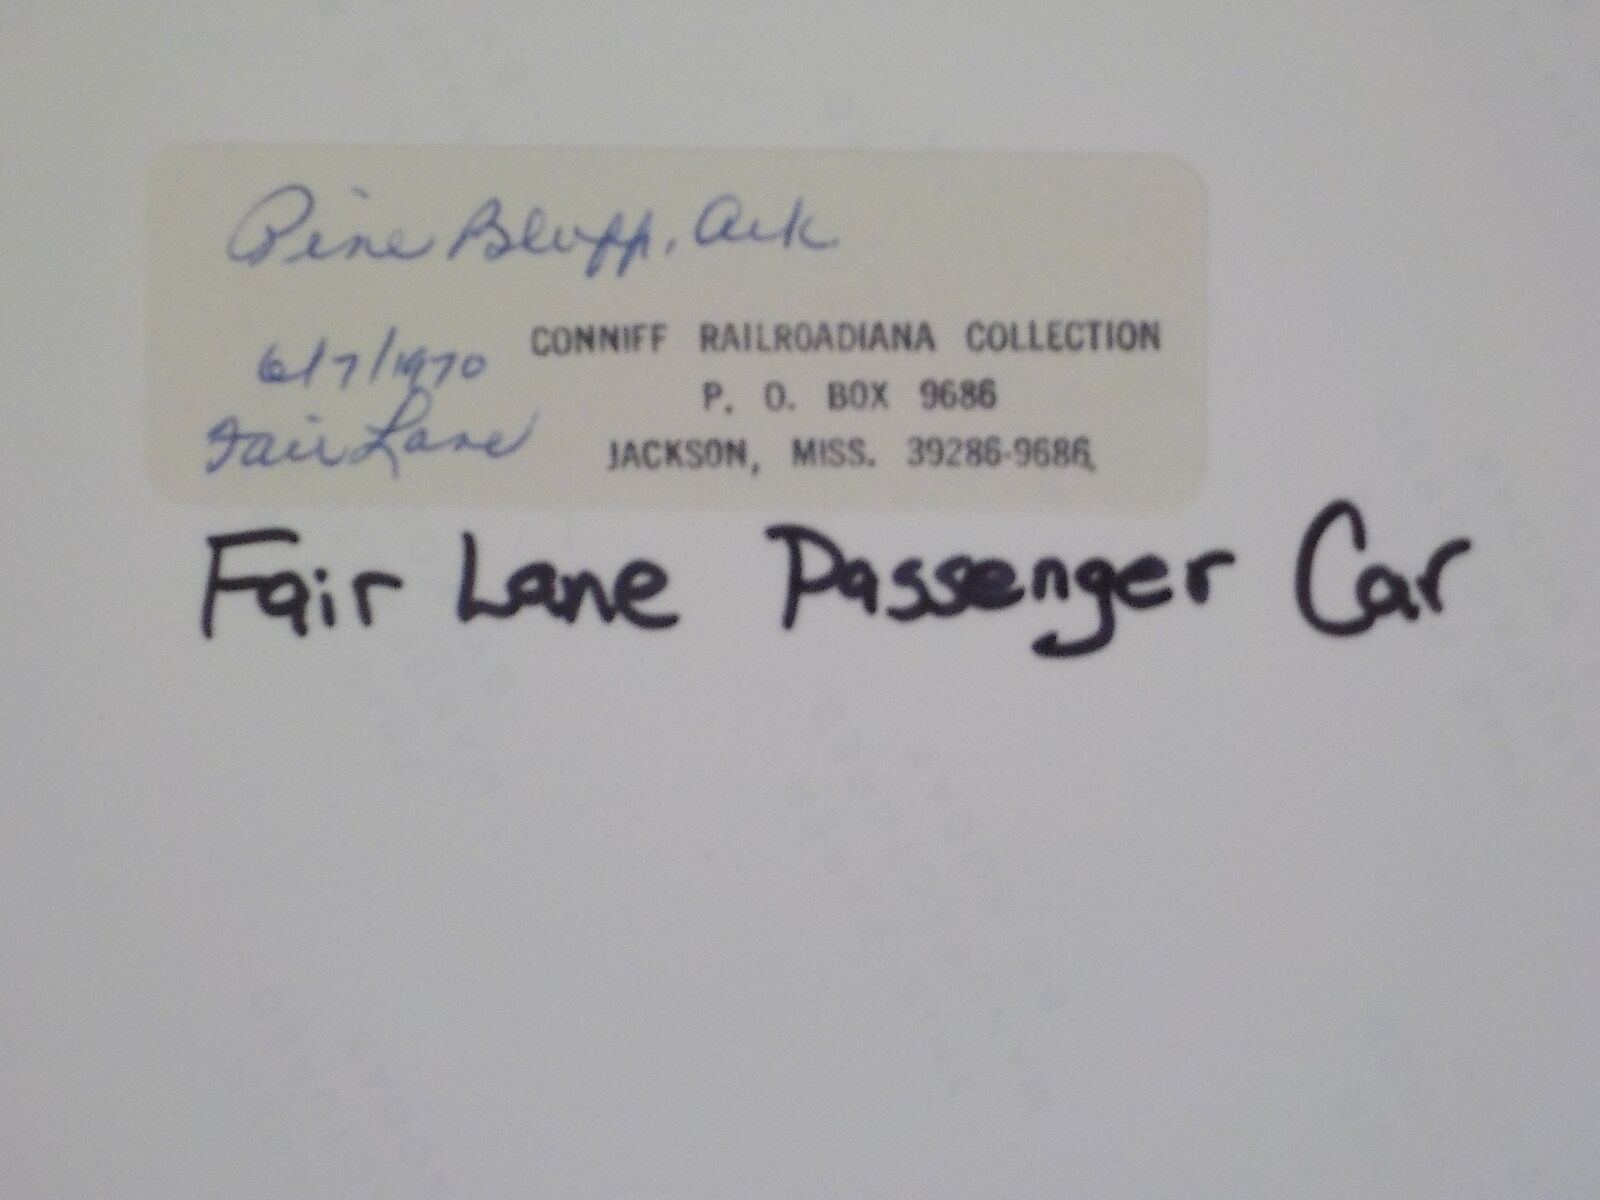 Pine Bluff, Ark
6/7/1970
Fair Lane
CONNIFF RAILROADIANA COLLECTION
P. O. BOX 9686
JACKSON, MISS. 39286-9686
Fair Lane Passenger Car